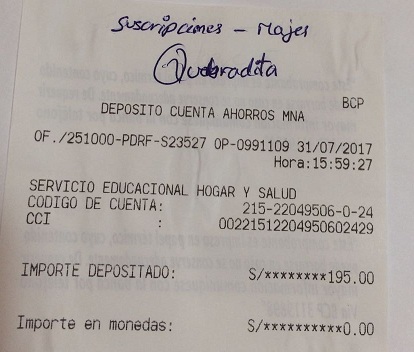 Suscripciones - Majes
Quebradita
BCP
DEPOSITO CUENTA AHORROS MNA
OF./251000-PDRF-S23527 OP-0991109 31/07/2017
Hora:15:59:27
SERVICIO EDUCACIONAL HOGAR Y SALUD
CODIGO DE CUENTA: 215-22049506-0-24
CCI : 00221512204950602429
IMPORTE DEPOSITADO: S/********195.00
Importe en monedas: S/**********0.00